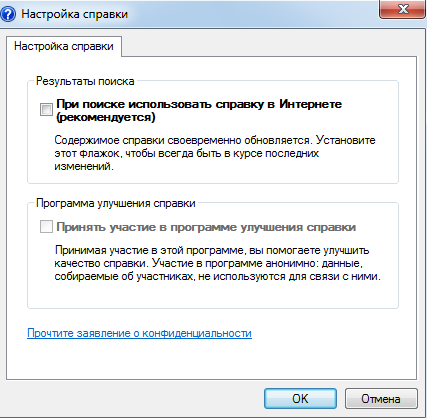 Настройка справки
Настройка справки
Результаты поиска
При поиске использовать справку в Интернете
(рекомендуется)
Содержимое справки своевременно обновляется. Установите
этот флажок, чтобы всегда быть в курсе последних
изменений.
Программа улучшения справки
Принять участие в программе улучшения справки
Принимая участие в этой программе, вы помогаете улучшить
качество справки. Участие в программе анонимно: данные,
собираемые об участниках, не используются для связи с ними.
Прочтите заявление о конфиденциальности
OK
Отмена